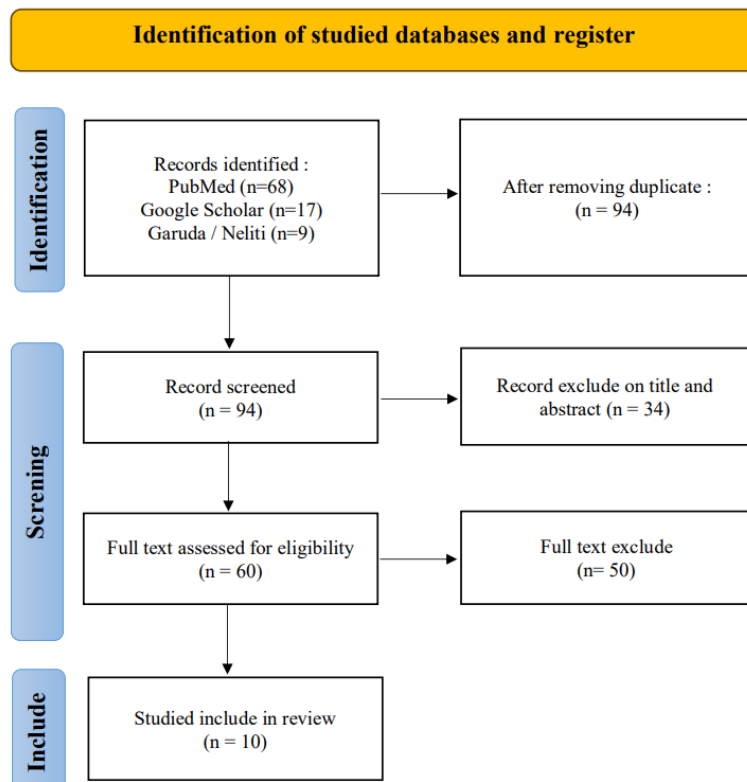 Identification of studied databases and register
Identification
Records identified :
PubMed (n=68)
Google Scholar (n=17)
Garuda / Neliti (n=9)
After removing duplicate :
(n = 94)
Screning
Record screened
(n = 94)
Record exclude on title and
abstract (n = 34)
Full text assessed for eligibility
(n = 60)
Full text exclude
(n= 50)
Include
Studied include in review
(n = 10)